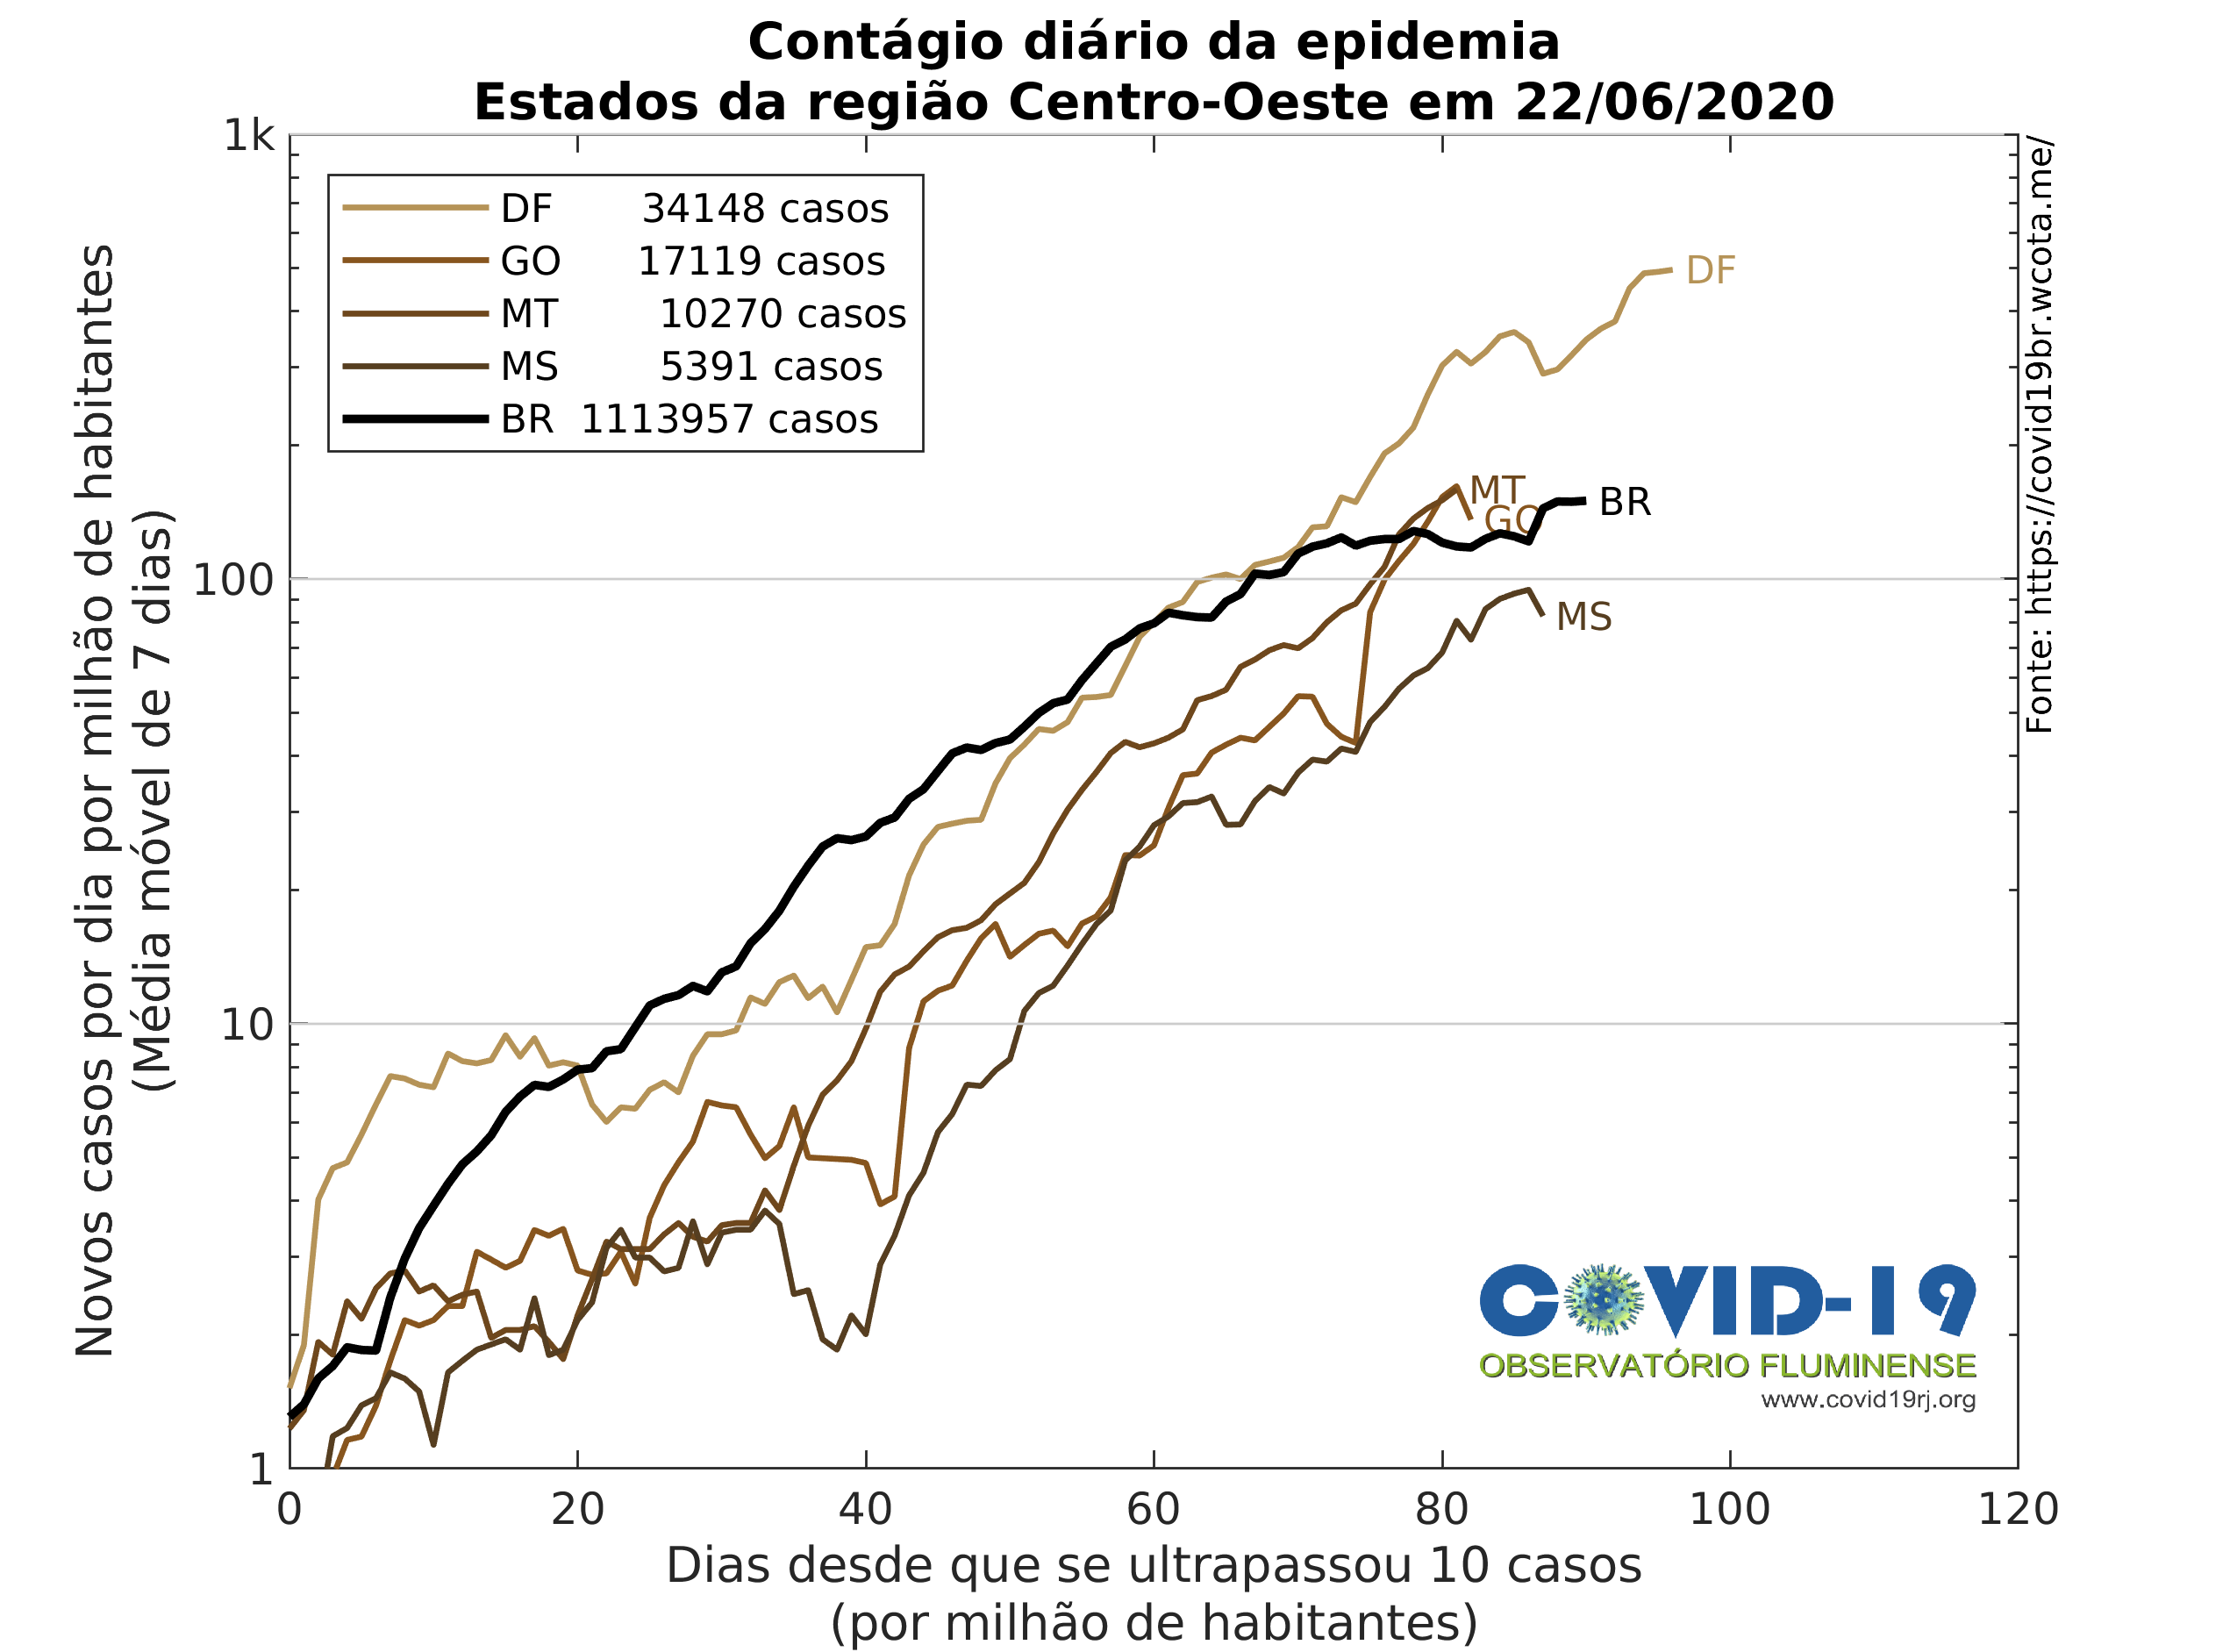 Contágio diário da epidemia
Estados da região Centro-Oeste em 22/06/2020
Novos casos por dia por milhão de habitantes
(Média móvel de 7 dias)
1k
100
10
1
DF 34148 casos
GO 17119 casos
MT 10270 casos
MS 5391 casos
BR 1113957 casos
DF
MT
GO
BR
MS
Fonte: https://covid19br.wcota.me/
COVID-19
OBSERVATÓRIO FLUMINENSE
www.covid19rj.org
0 20 40 60 80 100 120
Dias desde que se ultrapassou 10 casos
(por milhão de habitantes)